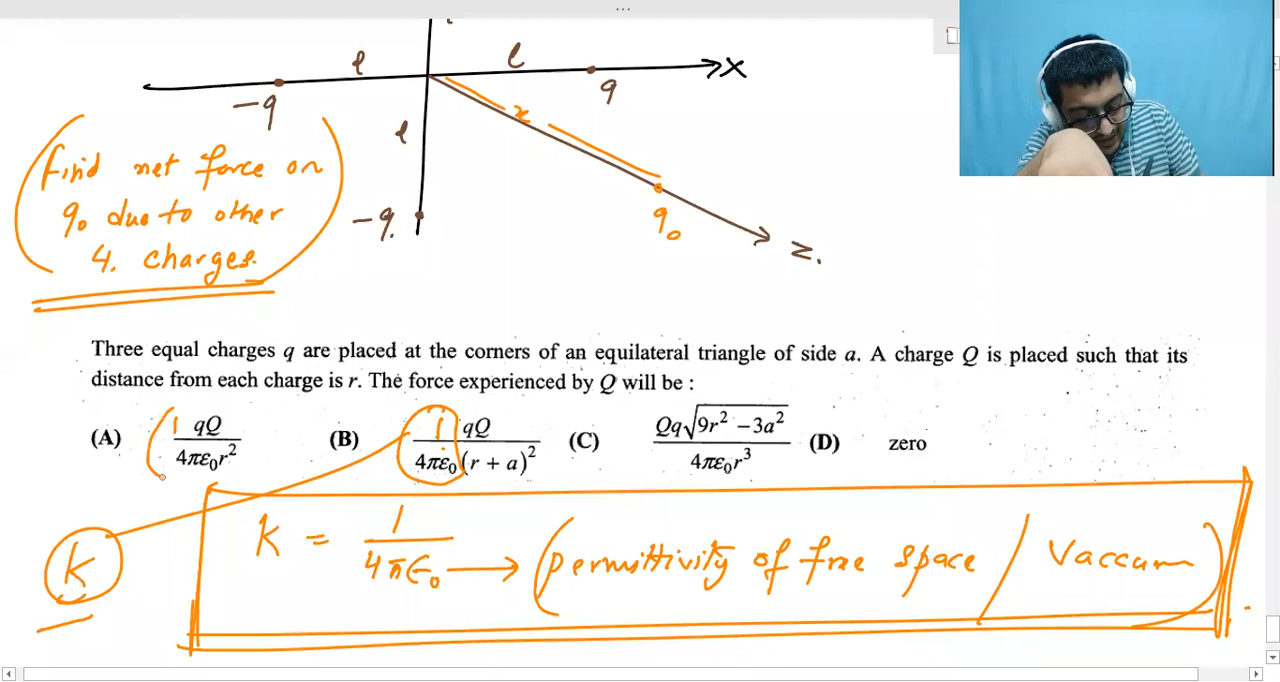 l
l
x
-q
q
l
x
Find net force on
q₀ due to other
4. charges.
-q.
q₀
z.
Three equal charges q are placed at the corners of an equilateral triangle of side a. A charge Q is placed such that its
distance from each charge is r. The force experienced by Q will be :
(A) 1 qQ / 4πε₀r² (B) 1 qQ / 4πε₀(r + a)² (C) Qq√(9r² − 3a²) / 4πε₀r³ (D) zero
K
K = 1 / 4πϵ₀ → (Permittivity of free space / Vaccum)